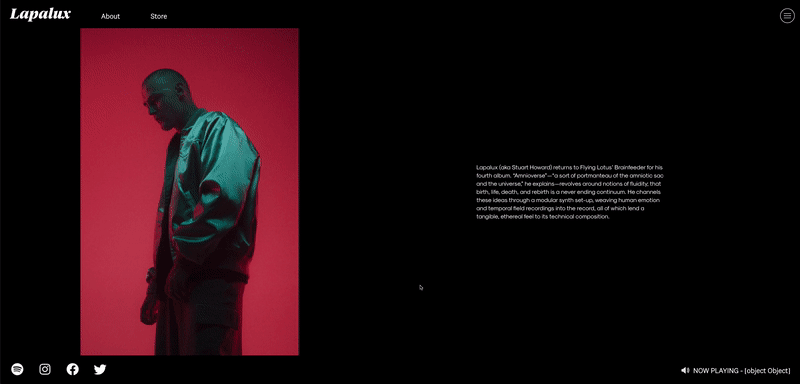 Lapalux
About
Store
Lapalux (aka Stuart Howard) returns to Flying Lotus' Brainfeeder for his
fourth album. "Amnioverse"—"a sort of portmanteau of the amniotic sac
and the universe," he explains—revolves around notions of fluidity; that
birth, life, death, and rebirth is a never ending continuum. He channels
these ideas through a modular synth set-up, weaving human emotion
and temporal field recordings into the record, all of which lend a
tangible, ethereal feel to its technical composition.
NOW PLAYING - [object Object]